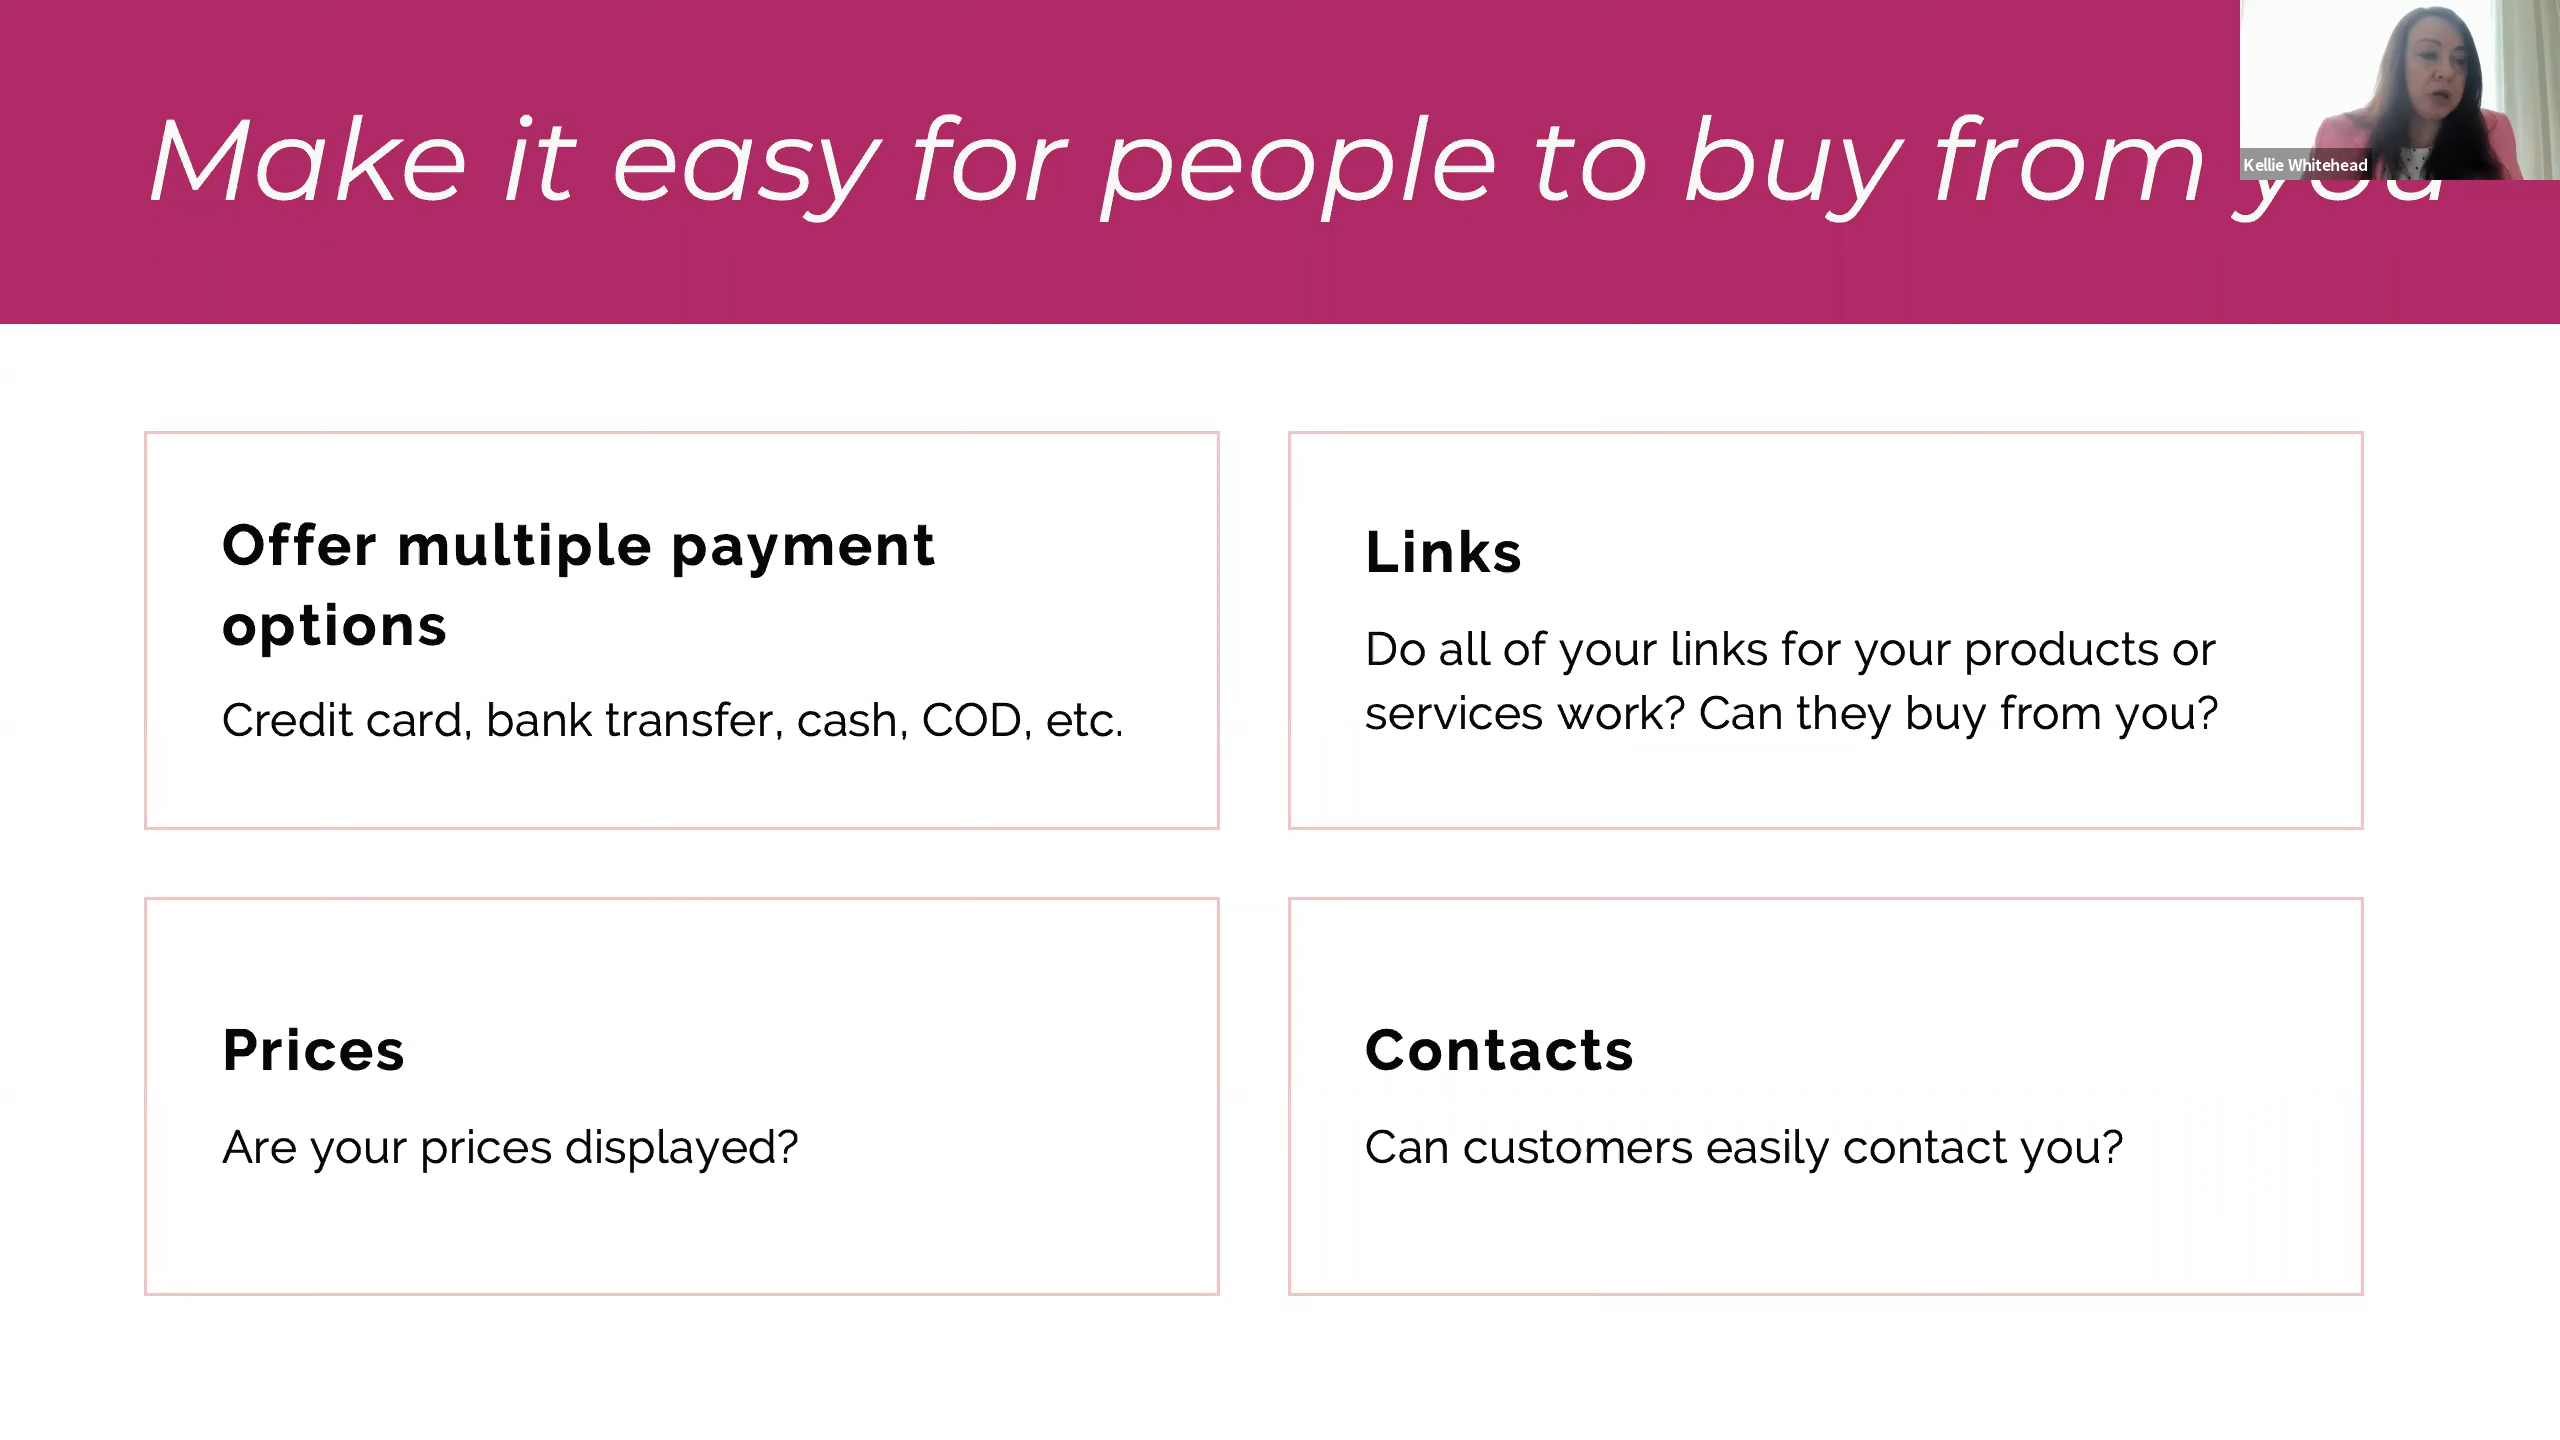 Make it easy for people to buy from you
Kellie Whitehead
Offer multiple payment
options
Credit card, bank transfer, cash, COD, etc.
Links
Do all of your links for your products or
services work? Can they buy from you?
Prices
Are your prices displayed?
Contacts
Can customers easily contact you?